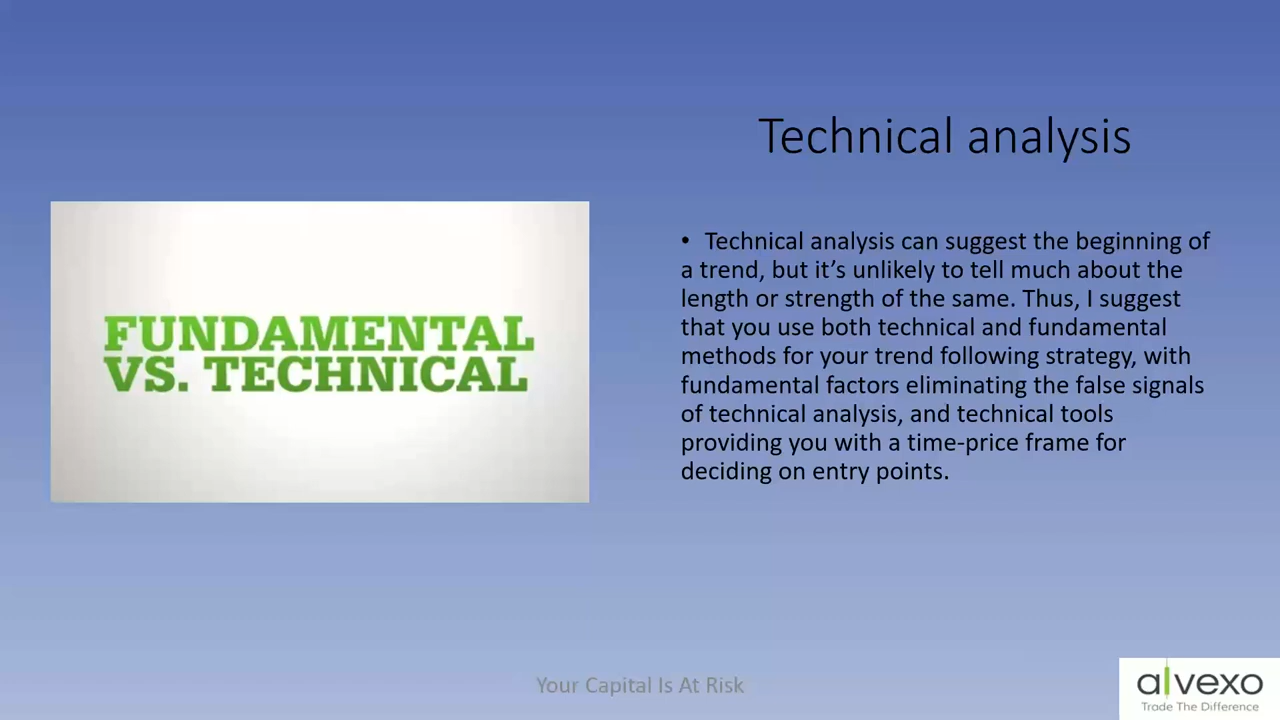 Technical analysis
FUNDAMENTAL
VS. TECHNICAL
• Technical analysis can suggest the beginning of
a trend, but it’s unlikely to tell much about the
length or strength of the same. Thus, I suggest
that you use both technical and fundamental
methods for your trend following strategy, with
fundamental factors eliminating the false signals
of technical analysis, and technical tools
providing you with a time-price frame for
deciding on entry points.
Your Capital Is At Risk
alvexo
Trade The Difference